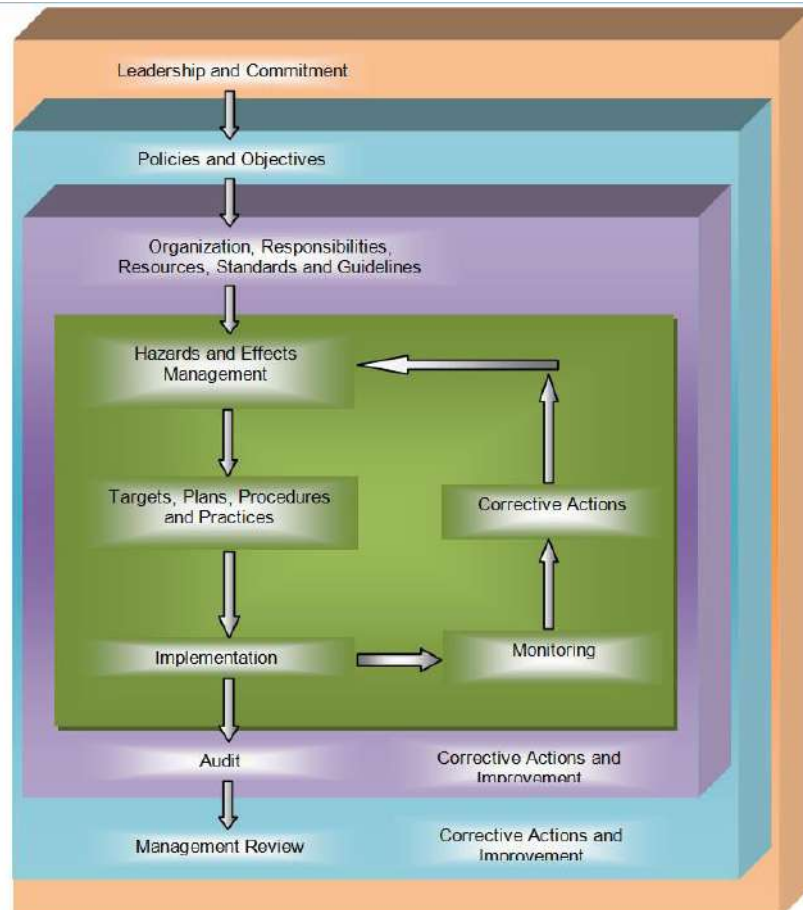 Leadership and Commitment
Policies and Objectives
Organization, Responsibilities,
Resources, Standards and Guidelines
Hazards and Effects
Management
Targets, Plans, Procedures
and Practices
Corrective Actions
Implementation
Monitoring
Audit
Corrective Actions and
Improvement
Management Review
Corrective Actions and
Improvement